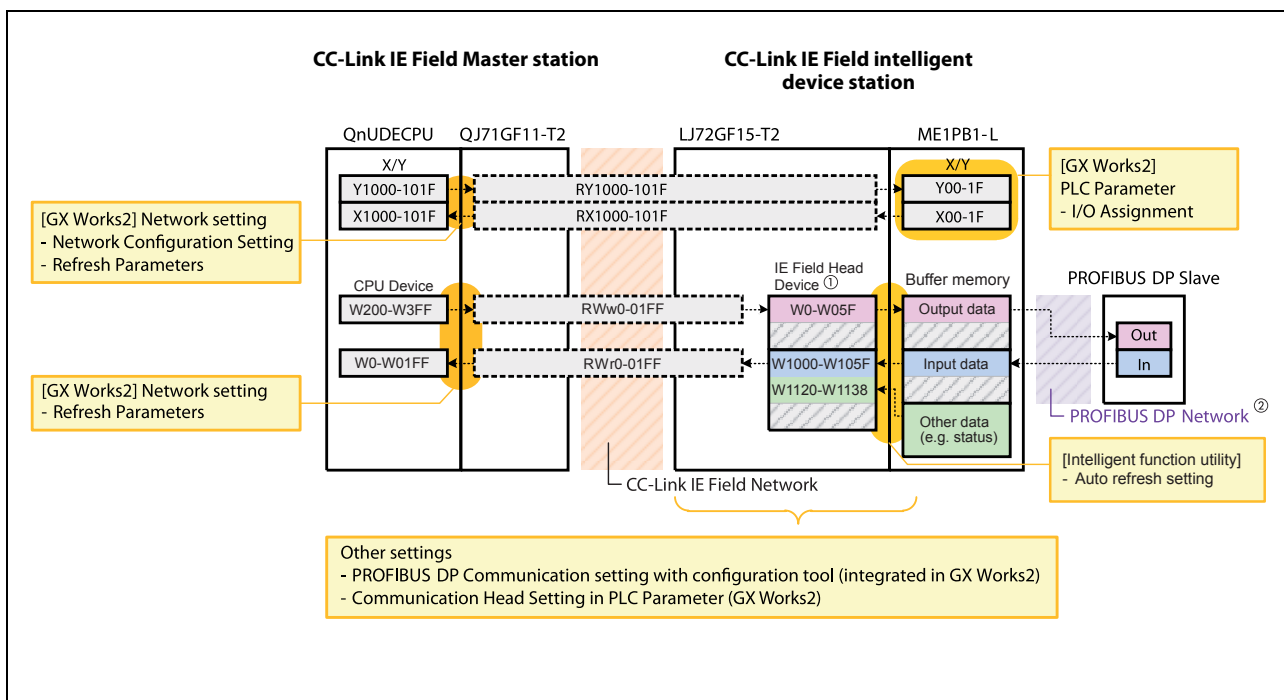 CC-Link IE Field Master station
CC-Link IE Field intelligent
device station
QnUDECPU
QJ71GF11-T2
LJ72GF15-T2
ME1PB1-L
X/Y
X/Y
[GX Works2]
PLC Parameter
- I/O Assignment
Y1000-101F
RY1000-101F
Y00-1F
X1000-101F
RX1000-101F
X00-1F
[GX Works2] Network setting
- Network Configuration Setting
- Refresh Parameters
CPU Device
IE Field Head
Device ①
Buffer memory
PROFIBUS DP Slave
W200-W3FF
RWw0-01FF
W0-W05F
Output data
Out
W0-W01FF
RWr0-01FF
W1000-W105F
Input data
In
W1120-W1138
[GX Works2] Network setting
- Refresh Parameters
Other data
(e.g. status)
PROFIBUS DP Network ②
[Intelligent function utility]
- Auto refresh setting
CC-Link IE Field Network
Other settings
- PROFIBUS DP Communication setting with configuration tool (integrated in GX Works2)
- Communication Head Setting in PLC Parameter (GX Works2)